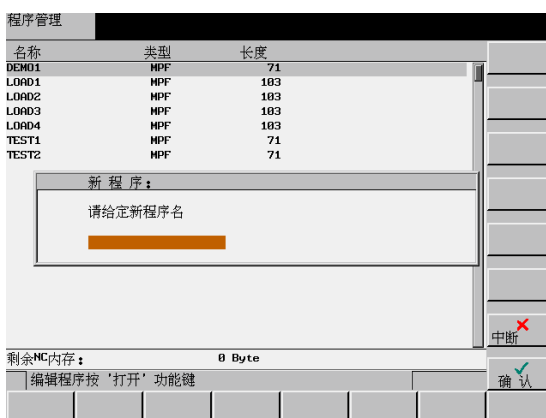 程序管理
名称 类型 长度
DEMO1 MPF 71
LOAD1 MPF 103
LOAD2 MPF 103
LOAD3 MPF 103
LOAD4 MPF 103
TEST1 MPF 71
TEST2 MPF 71
新 程 序：
请给定新程序名
中断
剩余NC内存： 0 Byte
编辑程序按 '打开' 功能键
确 认